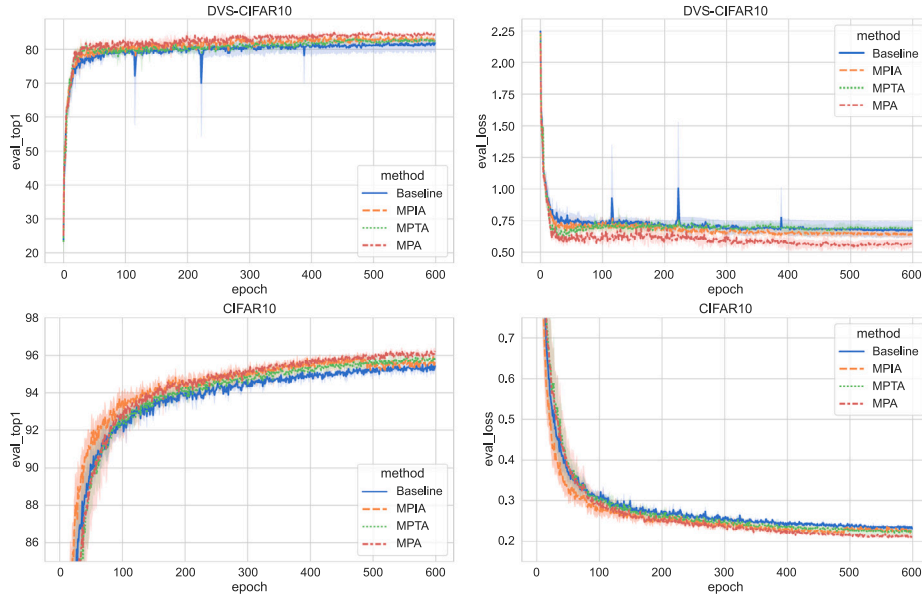 DVS-CIFAR10
eval_top1
80
70
60
50
40
30
20
method
Baseline
MPIA
MPTA
MPA
0 100 200 300 400 500 600
epoch
DVS-CIFAR10
eval_loss
2.25
2.00
1.75
1.50
1.25
1.00
0.75
0.50
method
Baseline
MPIA
MPTA
MPA
0 100 200 300 400 500 600
epoch
CIFAR10
eval_top1
98
96
94
92
90
88
86
method
Baseline
MPIA
MPTA
MPA
0 100 200 300 400 500 600
epoch
CIFAR10
eval_loss
0.7
0.6
0.5
0.4
0.3
0.2
method
Baseline
MPIA
MPTA
MPA
0 100 200 300 400 500 600
epoch